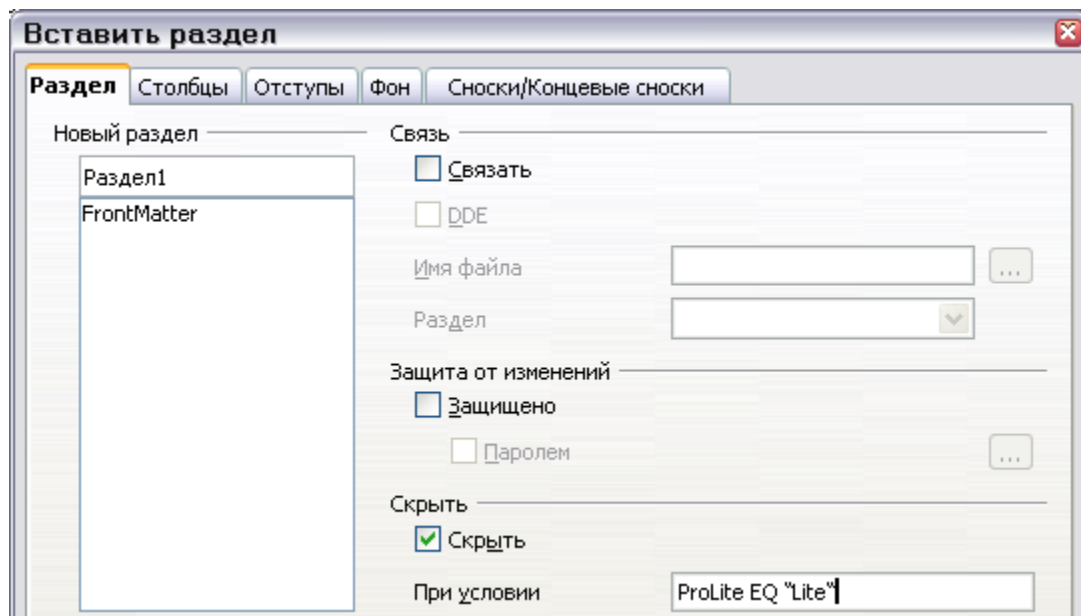 Вставить раздел
Раздел Столбцы Отступы Фон Сноски/Концевые сноски
Новый раздел
Раздел1
FrontMatter
Связь
Связать
DDE
Имя файла ...
Раздел
Защита от изменений
Защищено
Паролем ...
Скрыть
Скрыть
При условии ProLite EQ "Lite"